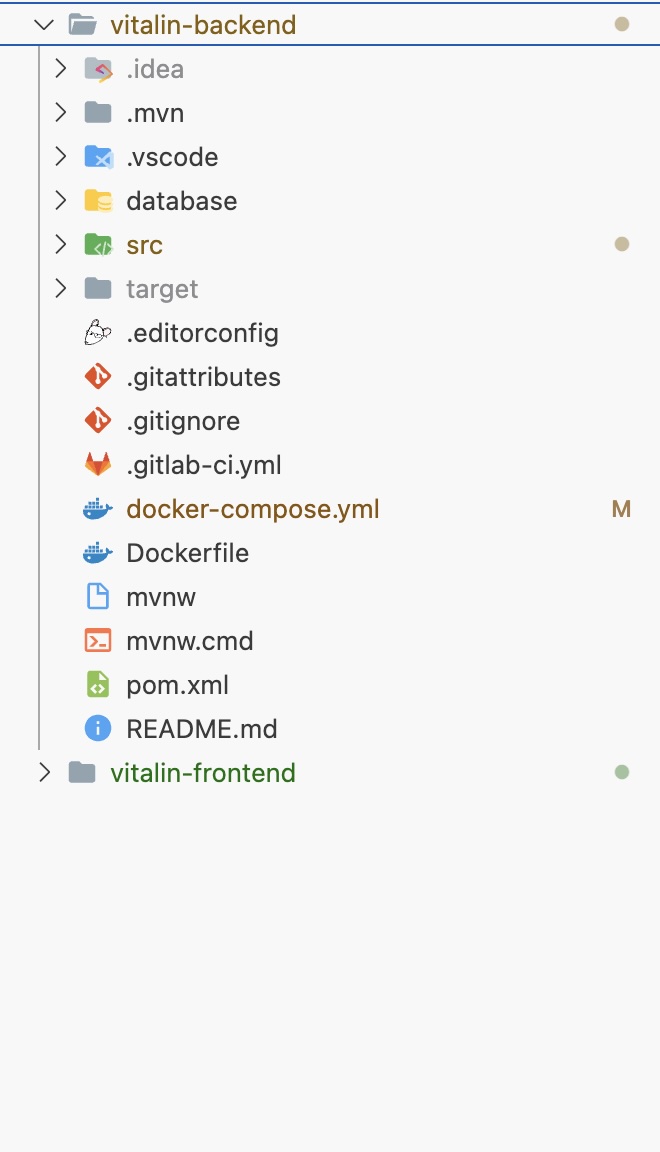 vitalin-backend
.idea
.mvn
.vscode
database
src
target
.editorconfig
.gitattributes
.gitignore
.gitlab-ci.yml
docker-compose.yml M
Dockerfile
mvnw
mvnw.cmd
pom.xml
README.md
vitalin-frontend